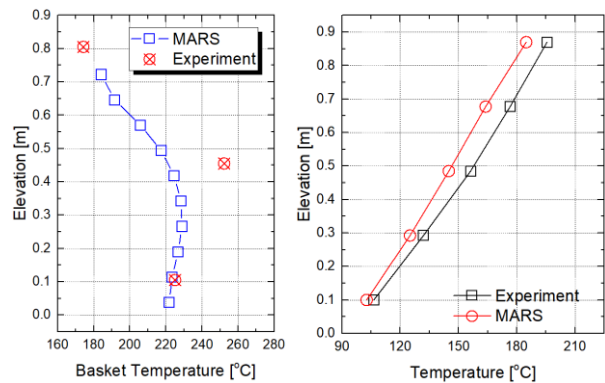 0.9
0.8
0.7
0.6
0.5
0.4
0.3
0.2
0.1
0.0
Elevation [m]
MARS
Experiment
160 180 200 220 240 260 280
Basket Temperature [°C]
0.9
0.8
0.7
0.6
0.5
0.4
0.3
0.2
0.1
0.0
Elevation [m]
Experiment
MARS
90 120 150 180 210
Temperature [°C]